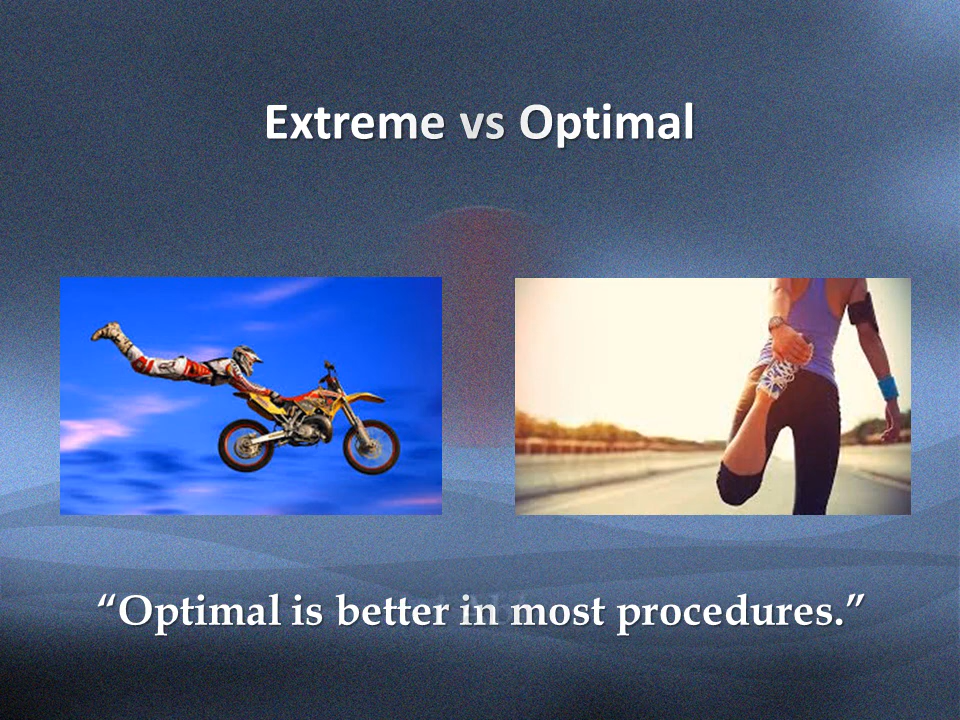 Extreme vs Optimal
“Optimal is better in most procedures.”